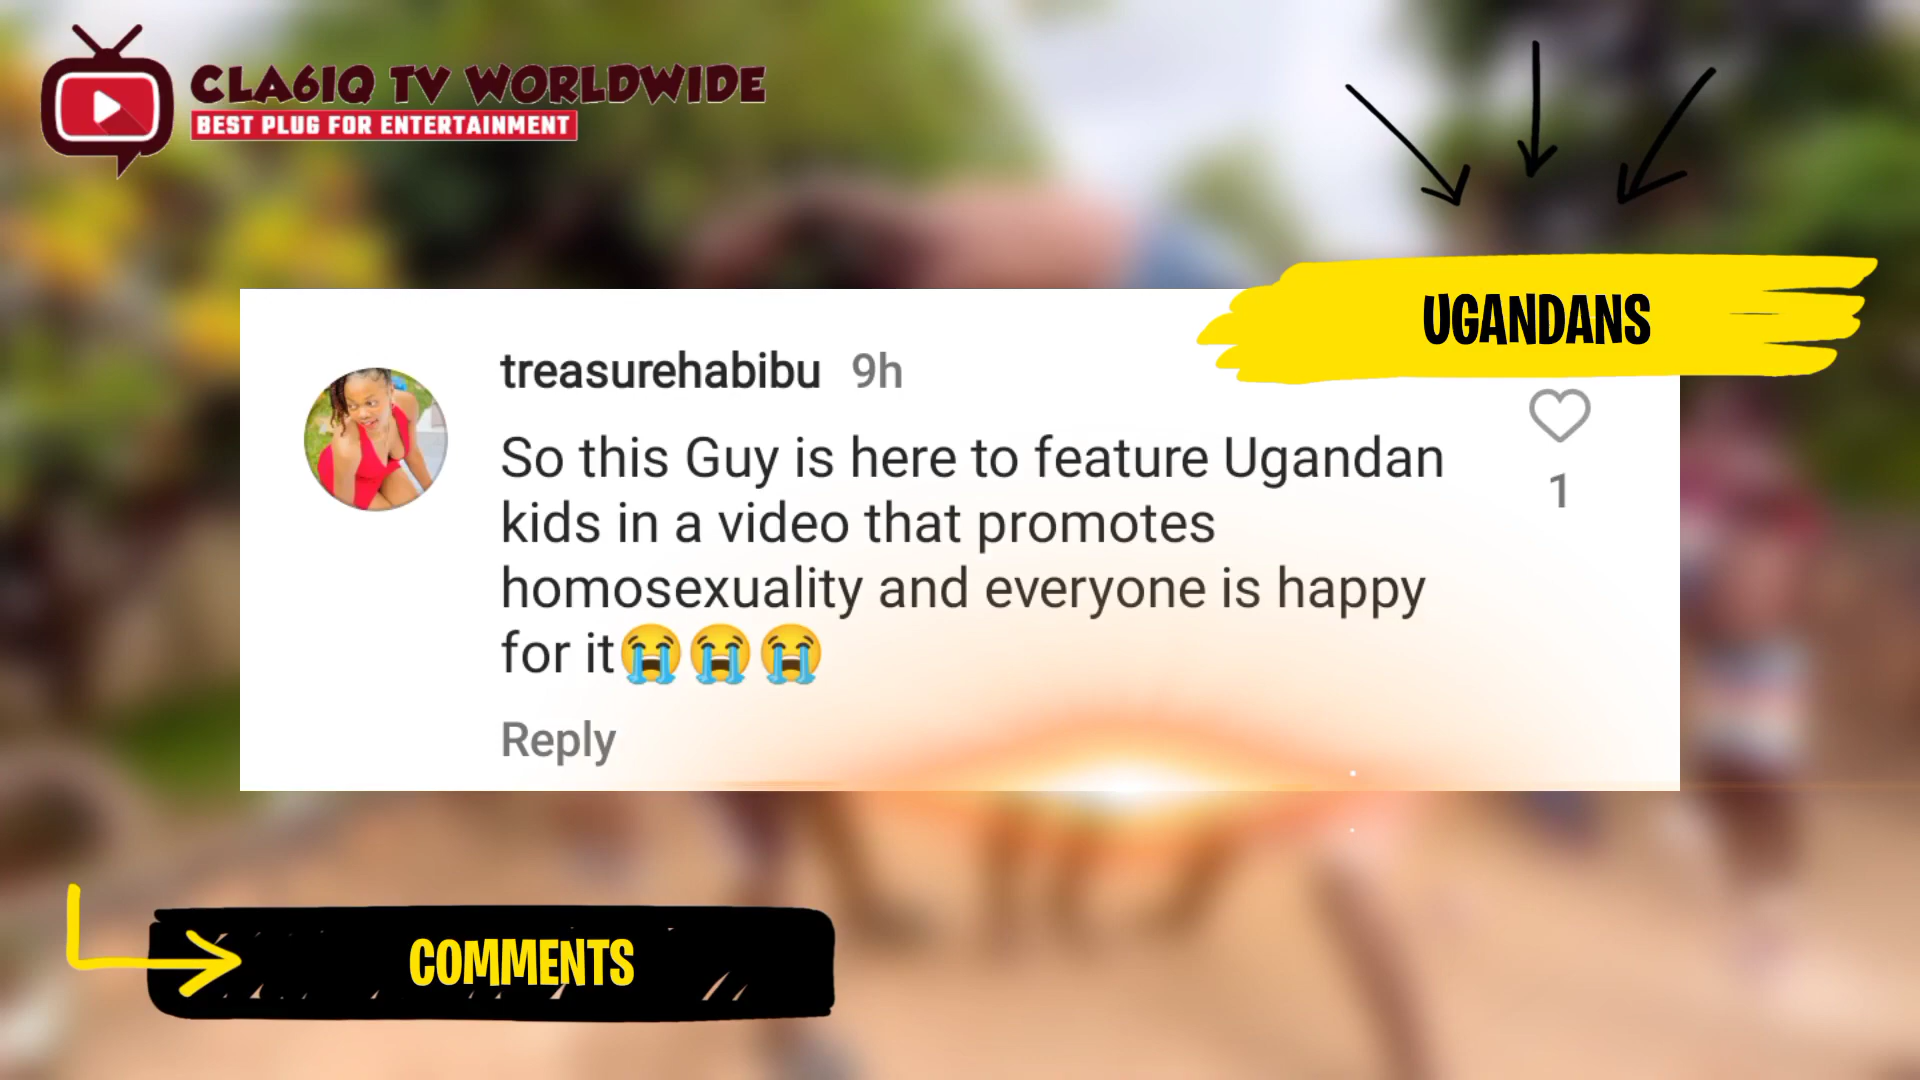 CLA6IQ TV WORLDWIDE
BEST PLUG FOR ENTERTAINMENT
UGANDANS
treasurehabibu 9h
So this Guy is here to feature Ugandan
kids in a video that promotes
homosexuality and everyone is happy
for it😭😭😭
1
Reply
COMMENTS